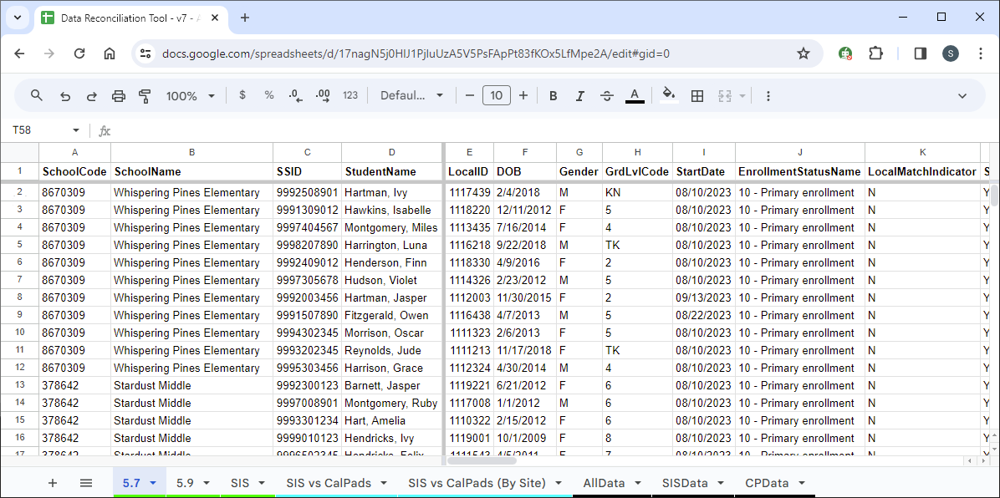 Data Reconciliation Tool - v7 -
docs.google.com/spreadsheets/d/17nagN5j0HIJ1PjIuUzA5V5PsFApPt83fKOx5LfMpe2A/edit#gid=0
S
100% $ % .0 .00 123 Defaul... 10 B I A
T58 fx
A B C D E F G H I J K
1 SchoolCode SchoolName SSID StudentName LocalID DOB Gender GrdLvlCode StartDate EnrollmentStatusName LocalMatchIndicator S
2 8670309 Whispering Pines Elementary 9992508901 Hartman, Ivy 1117439 2/4/2018 M KN 08/10/2023 10 - Primary enrollment N Y
3 8670309 Whispering Pines Elementary 9991309012 Hawkins, Isabelle 1118220 12/11/2012 F 5 08/10/2023 10 - Primary enrollment N Y
4 8670309 Whispering Pines Elementary 9997404567 Montgomery, Miles 1113435 7/16/2014 F 4 08/10/2023 10 - Primary enrollment N Y
5 8670309 Whispering Pines Elementary 9998207890 Harrington, Luna 1116218 9/22/2018 M TK 08/10/2023 10 - Primary enrollment N Y
6 8670309 Whispering Pines Elementary 9992409012 Henderson, Finn 1118330 4/9/2016 F 2 08/10/2023 10 - Primary enrollment N Y
7 8670309 Whispering Pines Elementary 9997305678 Hudson, Violet 1114326 2/23/2012 M 5 08/10/2023 10 - Primary enrollment N Y
8 8670309 Whispering Pines Elementary 9992003456 Hartman, Jasper 1112003 11/30/2015 F 2 09/13/2023 10 - Primary enrollment N Y
9 8670309 Whispering Pines Elementary 9991507890 Fitzgerald, Owen 1116438 4/7/2013 M 5 08/22/2023 10 - Primary enrollment N Y
10 8670309 Whispering Pines Elementary 9994302345 Morrison, Oscar 1111323 2/6/2013 F 5 08/10/2023 10 - Primary enrollment N Y
11 8670309 Whispering Pines Elementary 9993202345 Reynolds, Jude 1111213 11/17/2018 F TK 08/10/2023 10 - Primary enrollment N Y
12 8670309 Whispering Pines Elementary 9995303456 Harrison, Grace 1112324 4/30/2014 M 4 08/10/2023 10 - Primary enrollment N Y
13 378642 Stardust Middle 9992300123 Barnett, Jasper 1119221 6/21/2012 F 6 08/10/2023 10 - Primary enrollment N Y
14 378642 Stardust Middle 9997008901 Montgomery, Ruby 1117008 1/1/2012 M 6 08/10/2023 10 - Primary enrollment N Y
15 378642 Stardust Middle 9993301234 Hart, Amelia 1110322 2/15/2012 F 6 08/10/2023 10 - Primary enrollment N Y
16 378642 Stardust Middle 9999010123 Hendricks, Ivy 1119001 10/1/2009 F 8 08/10/2023 10 - Primary enrollment N Y
17 378642 Stardust Middle 9996502345 Hendricks, Felix 1111543 4/5/2011 F 7 08/10/2023 10 - Primary enrollment N Y
5.7 5.9 SIS SIS vs CalPads SIS vs CalPads (By Site) AllData SISData CPData